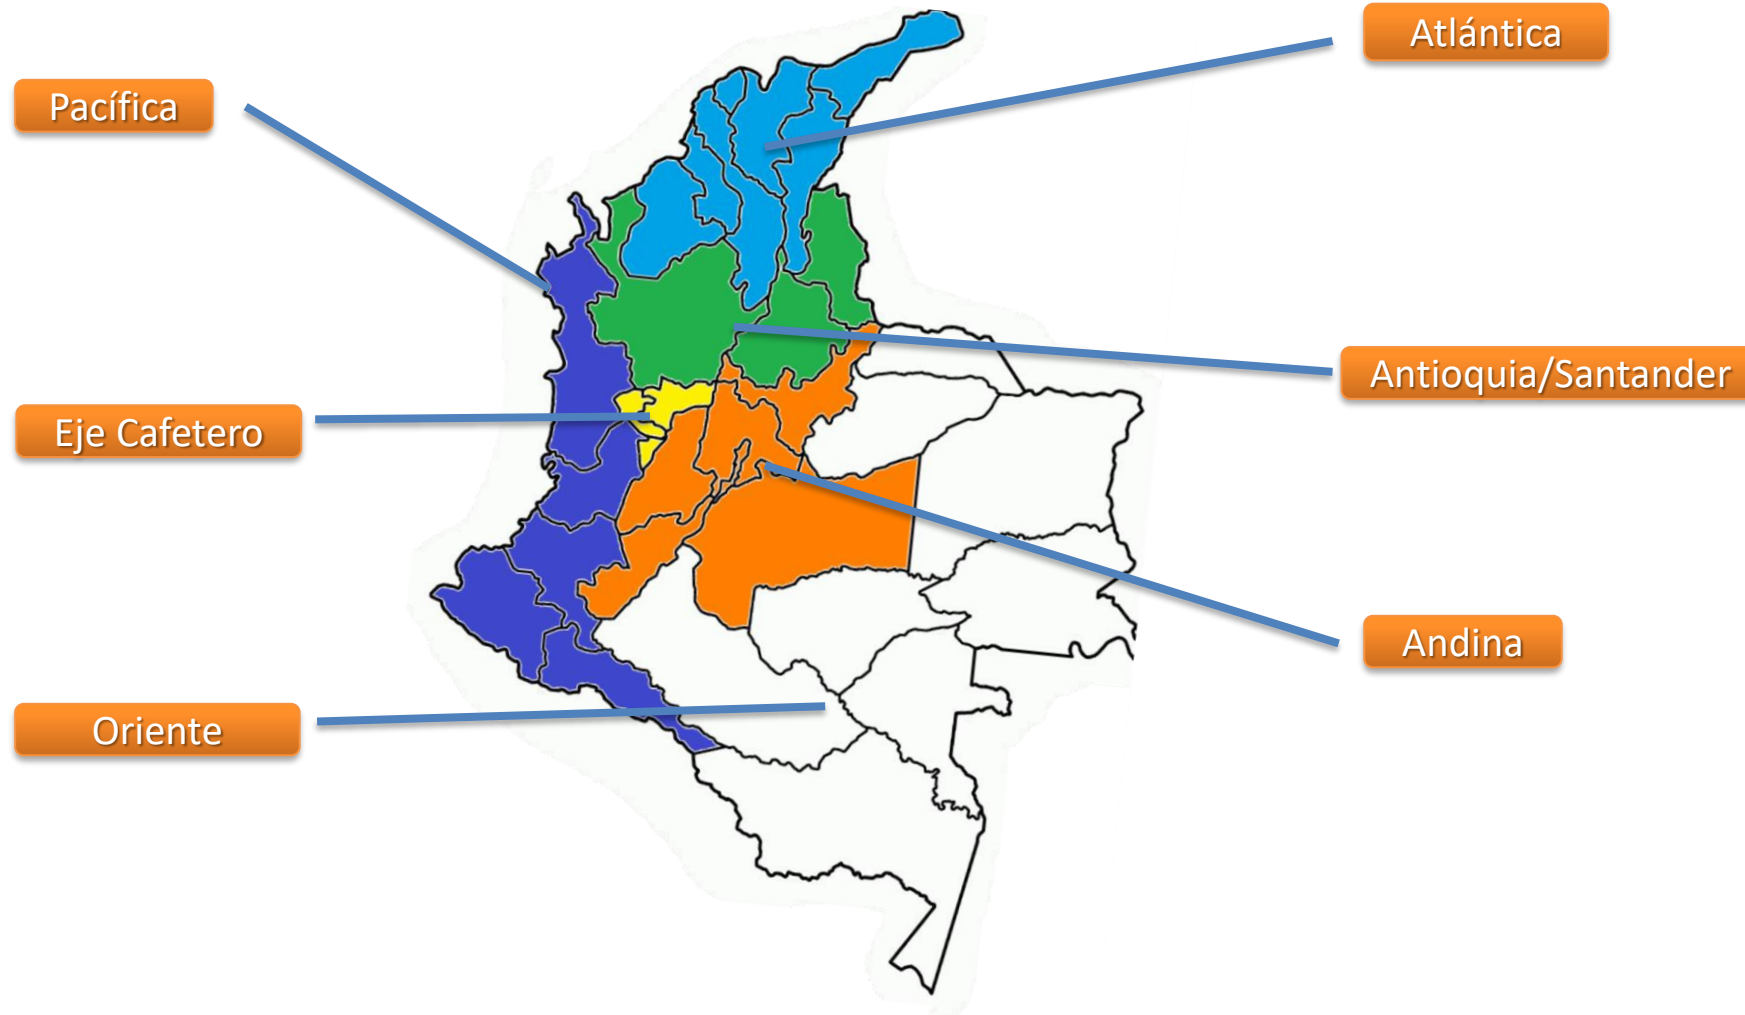 Atlántica
Pacífica
Antioquia/Santander
Eje Cafetero
Andina
Oriente